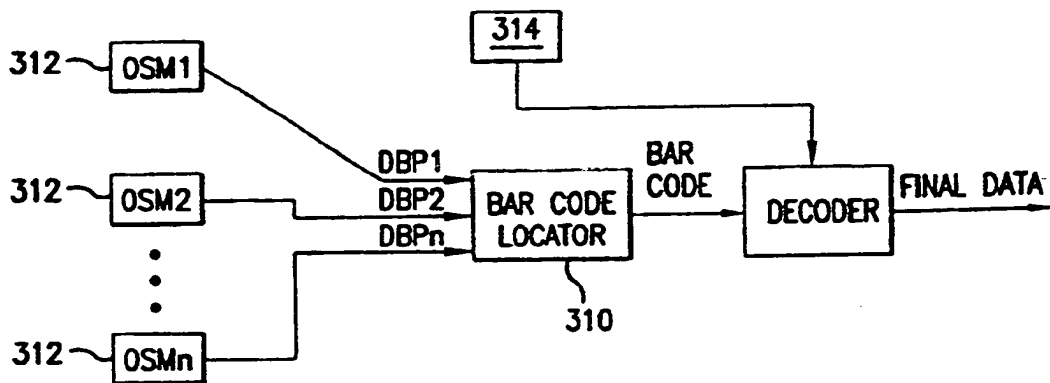 314
312 OSM1
DBP1
BAR
CODE
312 OSM2
DBP2
BAR CODE
LOCATOR
DECODER
FINAL DATA
DBPn
310
312 OSMn